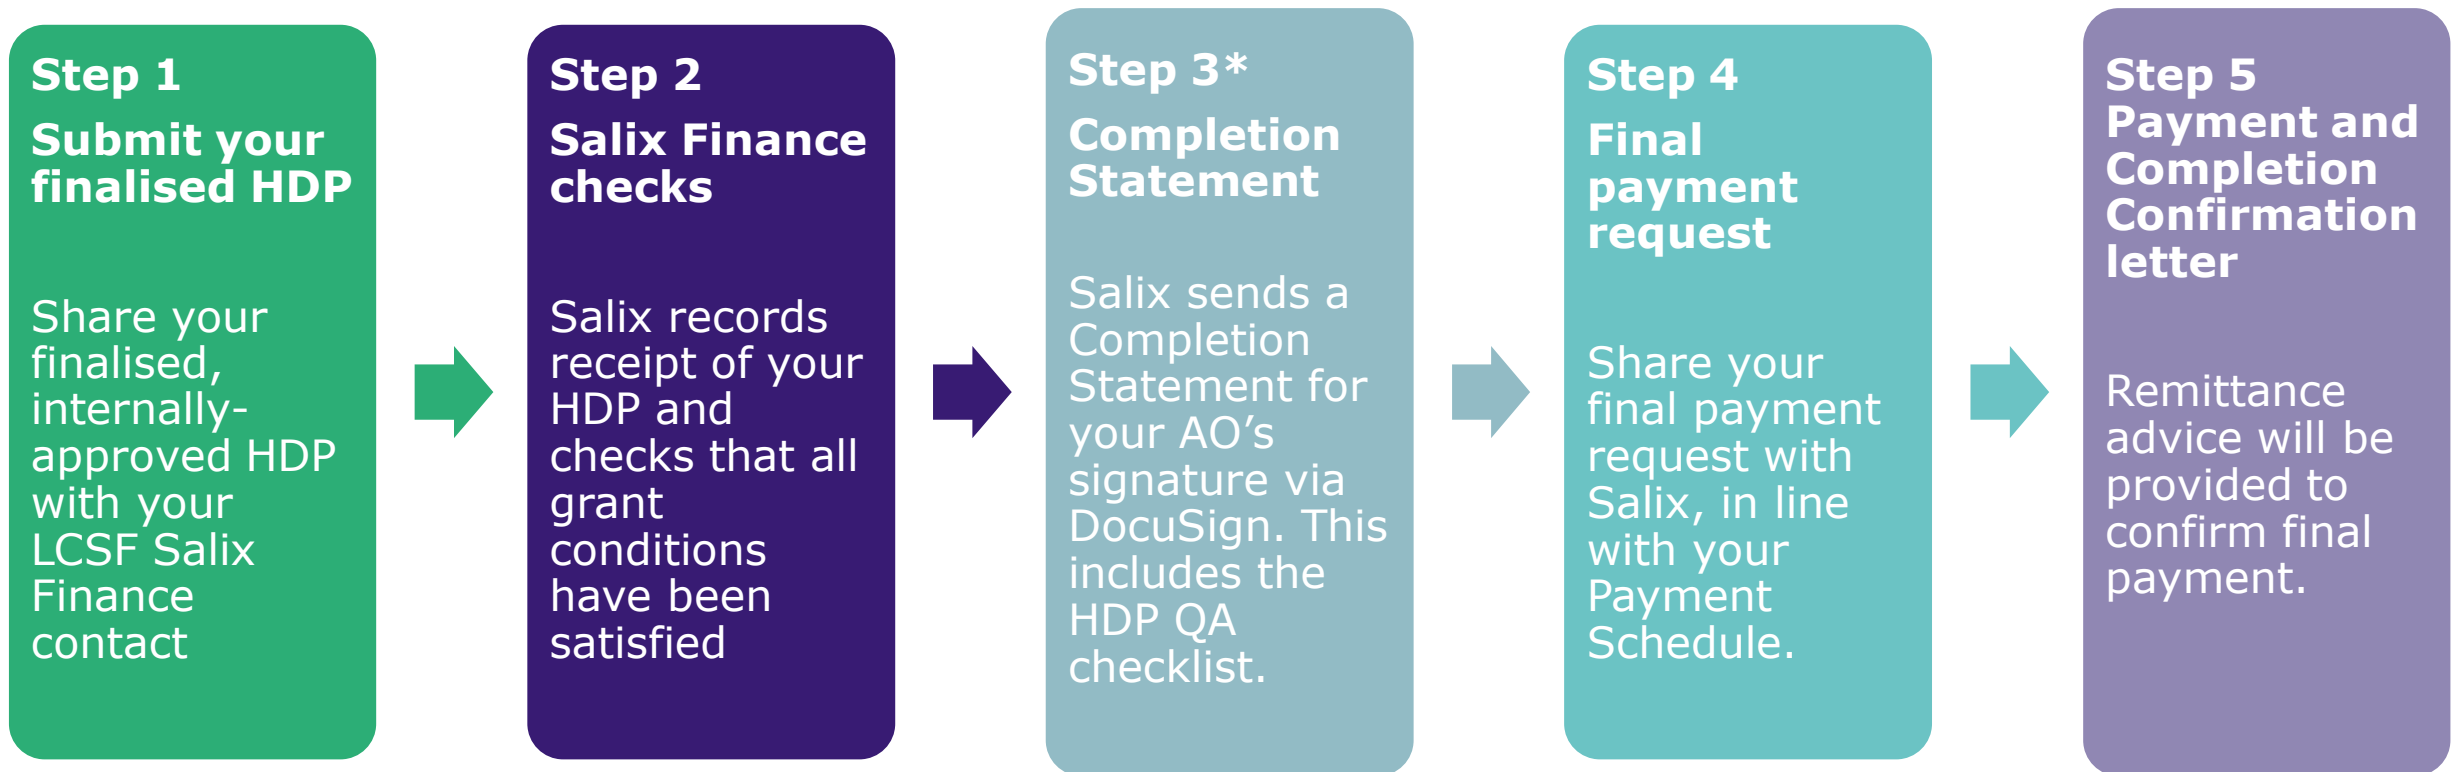 Step 1
Submit your
finalised HDP
Share your
finalised,
internally-
approved HDP
with your
LCSF Salix
Finance
contact
Step 2
Salix Finance
checks
Salix records
receipt of your
HDP and
checks that all
grant
conditions
have been
satisfied
Step 3*
Completion
Statement
Salix sends a
Completion
Statement for
your AO’s
signature via
DocuSign. This
includes the
HDP QA
checklist.
Step 4
Final
payment
request
Share your
final payment
request with
Salix, in line
with your
Payment
Schedule.
Step 5
Payment and
Completion
Confirmation
letter
Remittance
advice will be
provided to
confirm final
payment.